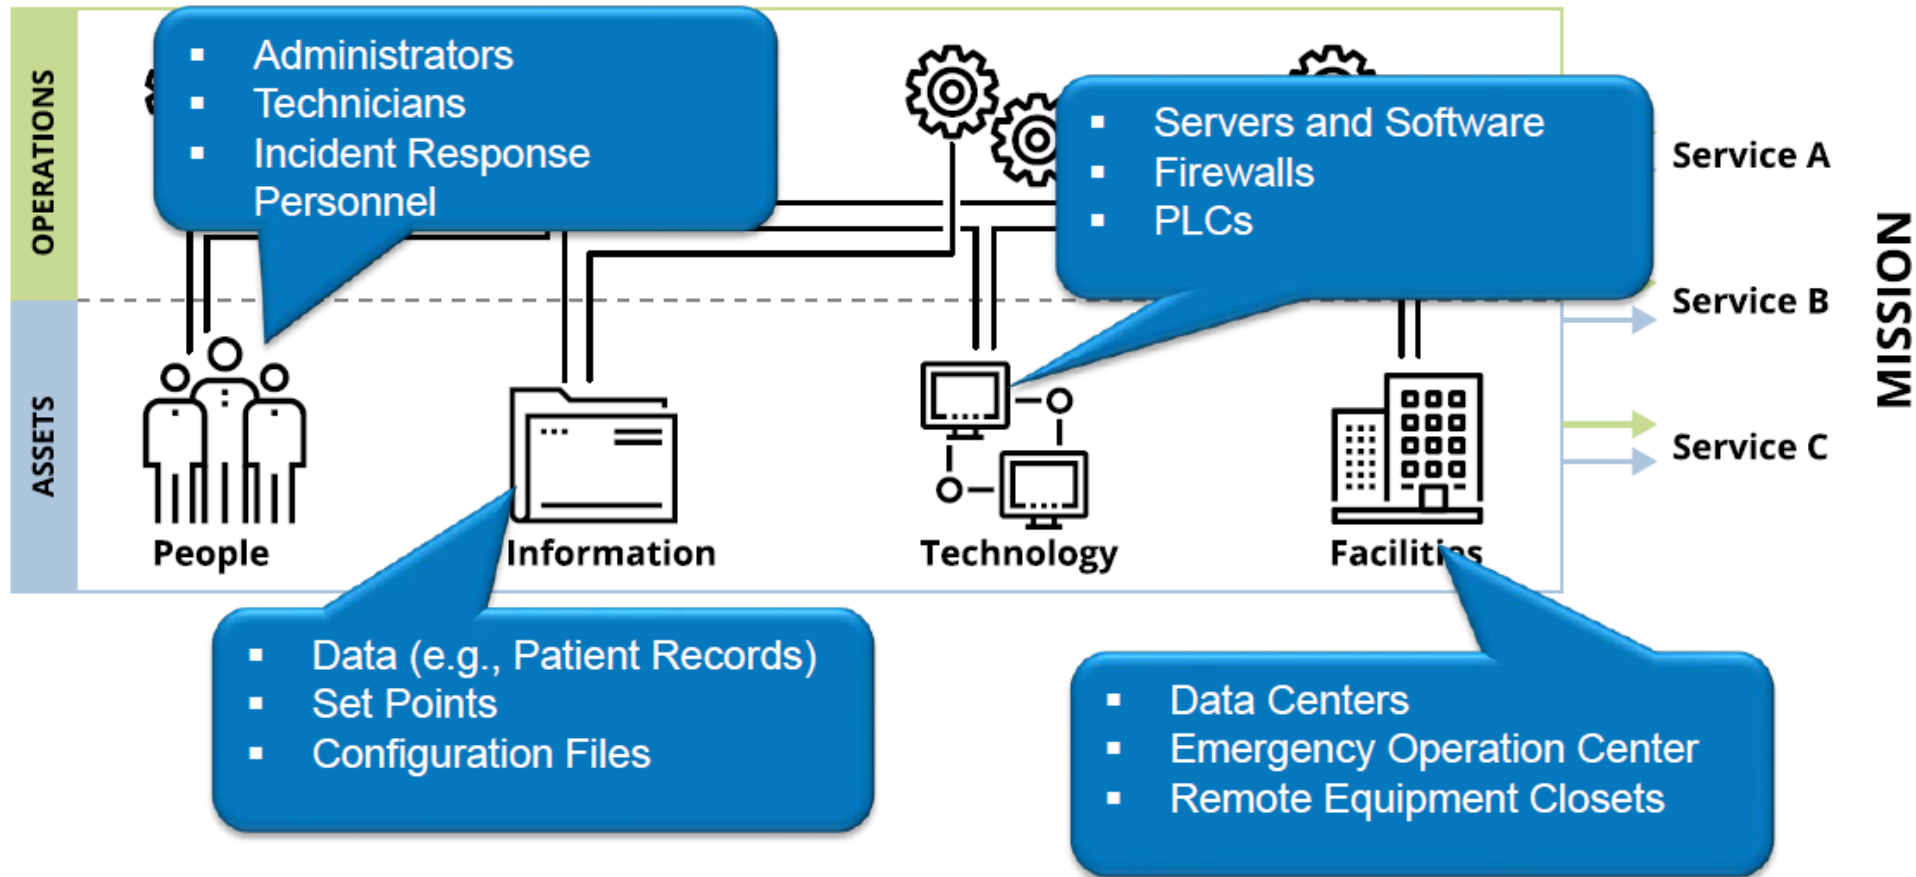 OPERATIONS
▪ Administrators
▪ Technicians
▪ Incident Response
Personnel
▪ Servers and Software
▪ Firewalls
▪ PLCs
Service A
Service B
Service C
MISSION
ASSETS
People
Information
Technology
Facilities
▪ Data (e.g., Patient Records)
▪ Set Points
▪ Configuration Files
▪ Data Centers
▪ Emergency Operation Center
▪ Remote Equipment Closets